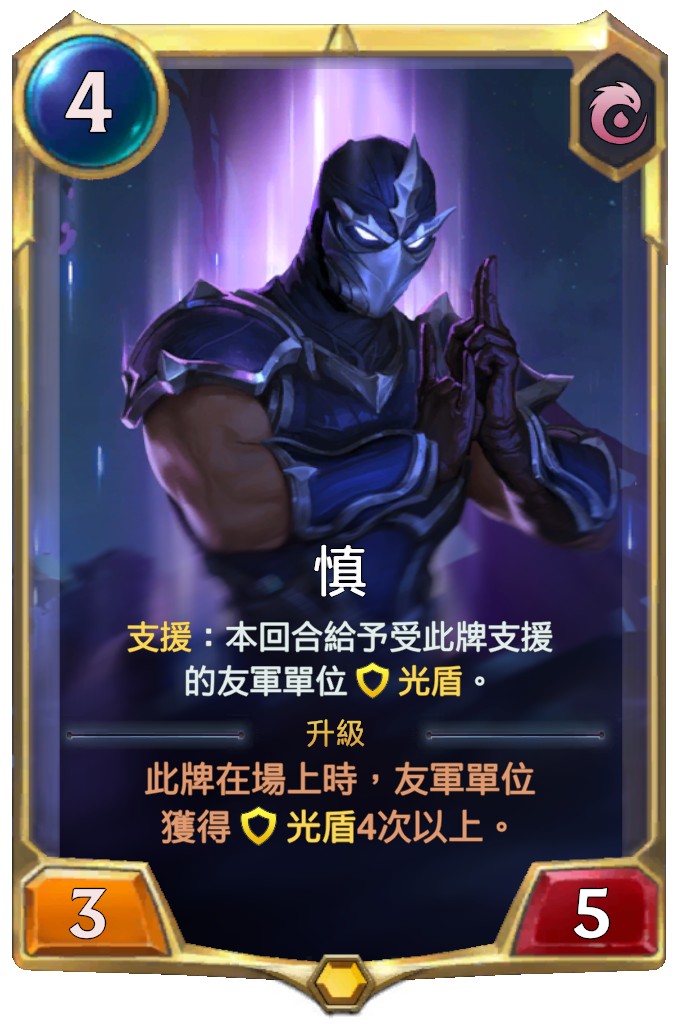 4
慎
支援：本回合給予受此牌支援
的友軍單位 光盾。
升級
此牌在場上時，友軍單位
獲得 光盾4次以上。
3
5